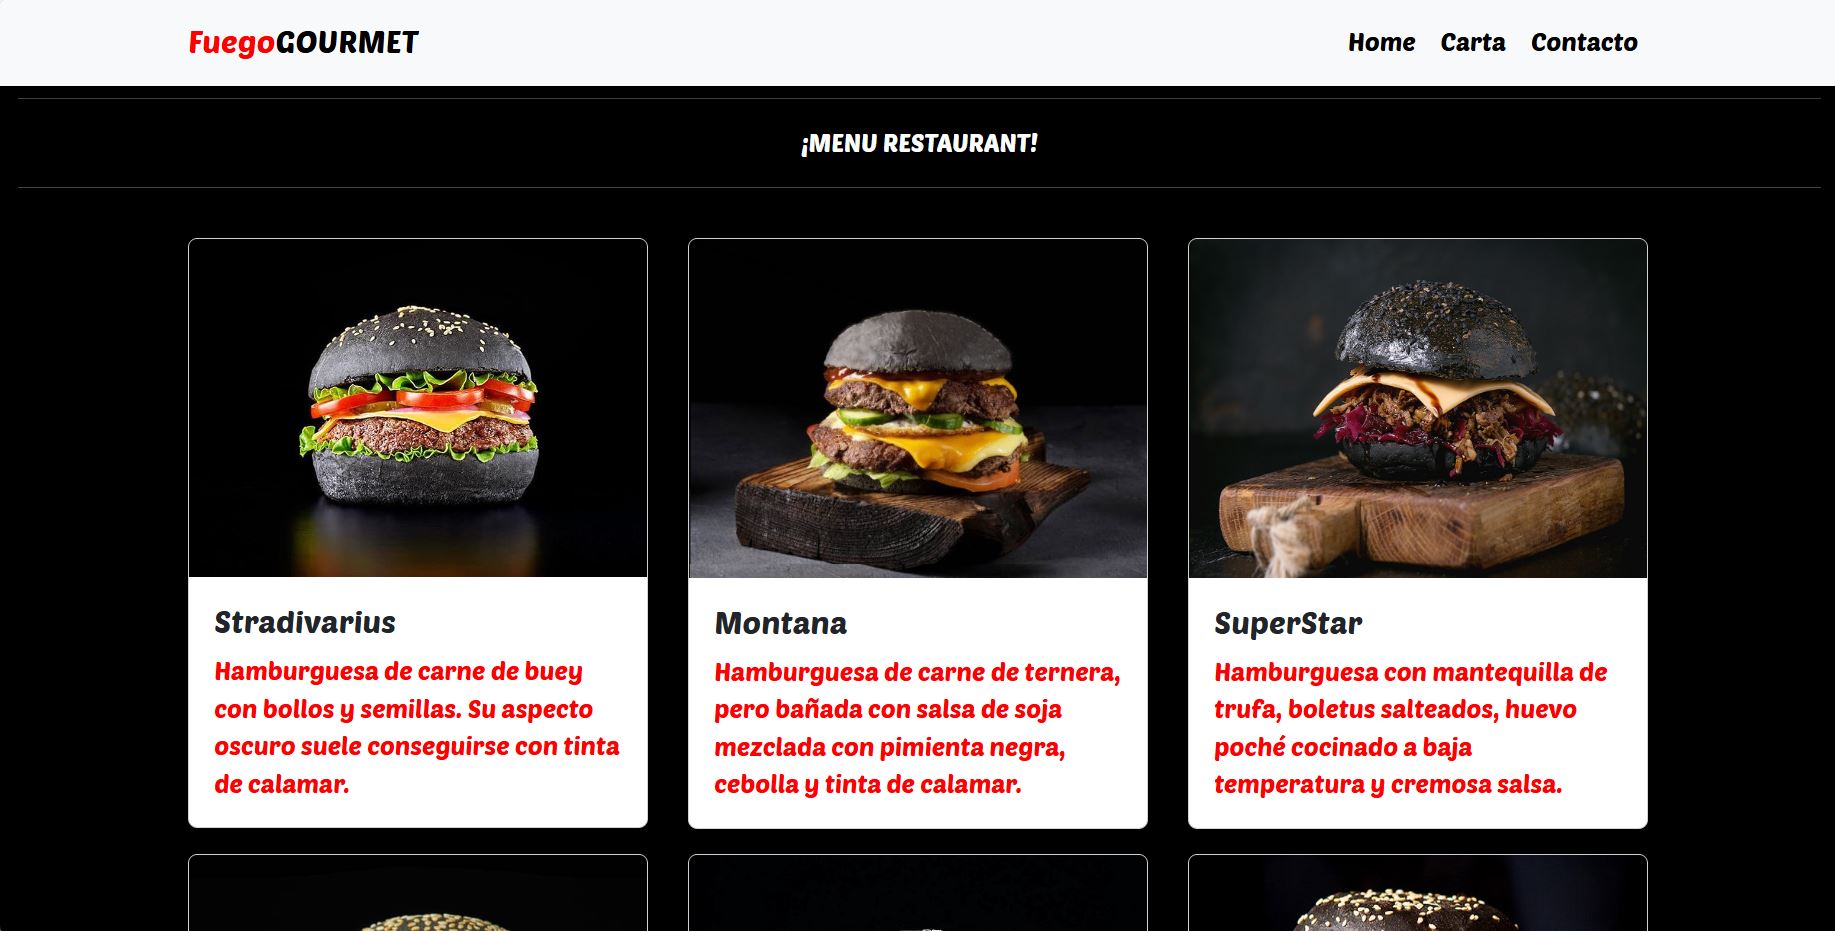 FuegoGOURMET
Home Carta Contacto
¡MENU RESTAURANT!
Stradivarius
Hamburguesa de carne de buey
con bollos y semillas. Su aspecto
oscuro suele conseguirse con tinta
de calamar.
Montana
Hamburguesa de carne de ternera,
pero bañada con salsa de soja
mezclada con pimienta negra,
cebolla y tinta de calamar.
SuperStar
Hamburguesa con mantequilla de
trufa, boletus salteados, huevo
poché cocinado a baja
temperatura y cremosa salsa.